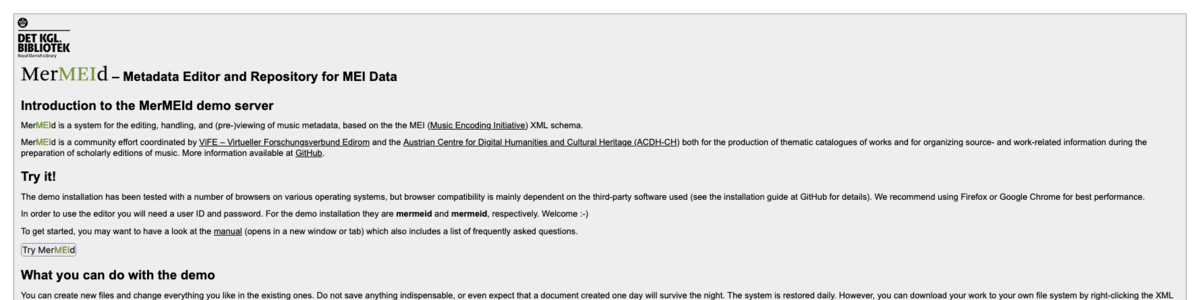 DET KGL.
BIBLIOTEK
Royal Danish Library
MerMEId – Metadata Editor and Repository for MEI Data
Introduction to the MerMEId demo server
MerMEId is a system for the editing, handling, and (pre-)viewing of music metadata, based on the the MEI (Music Encoding Initiative) XML schema.
MerMEId is a community effort coordinated by ViFE – Virtueller Forschungsverbund Edirom and the Austrian Centre for Digital Humanities and Cultural Heritage (ACDH-CH) both for the production of thematic catalogues of works and for organizing source- and work-related information during the
preparation of scholarly editions of music. More information available at GitHub.
Try it!
The demo installation has been tested with a number of browsers on various operating systems, but browser compatibility is mainly dependent on the third-party software used (see the installation guide at GitHub for details). We recommend using Firefox or Google Chrome for best performance.
In order to use the editor you will need a user ID and password. For the demo installation they are mermeid and mermeid, respectively. Welcome :-)
To get started, you may want to have a look at the manual (opens in a new window or tab) which also includes a list of frequently asked questions.
Try MerMEId
What you can do with the demo
You can create new files and change everything you like in the existing ones. Do not save anything indispensable, or even expect that a document created one day will survive the night. The system is restored daily. However, you can download your work to your own file system by right-clicking the XML